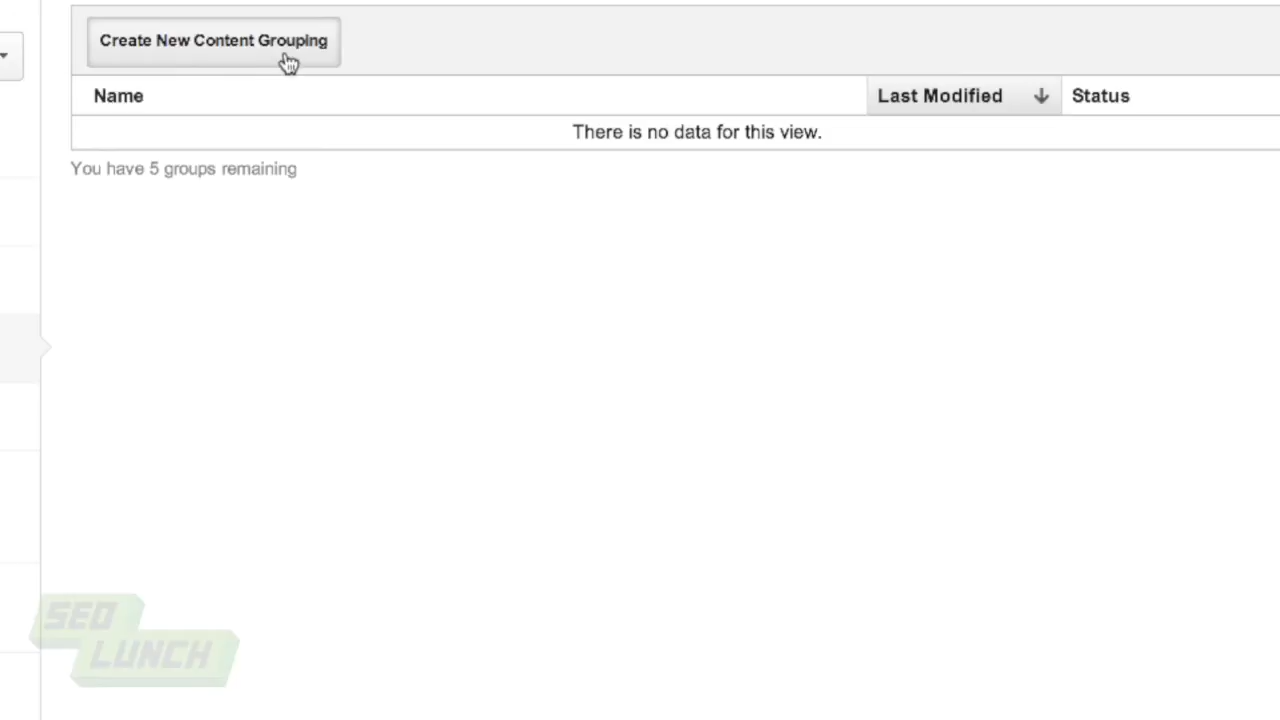 Create New Content Grouping
Name Last Modified Status
There is no data for this view.
You have 5 groups remaining
SEO
LUNCH